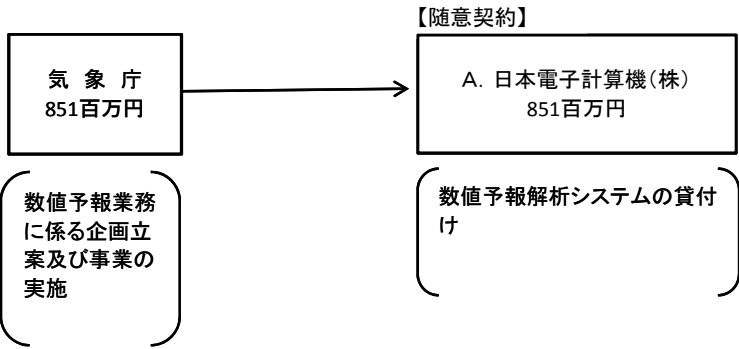 【随意契約】
気 象 庁
851百万円
A．日本電子計算機（株）
851百万円
数値予報業務
に係る企画立
案及び事業の
実施
数値予報解析システムの貸付
け